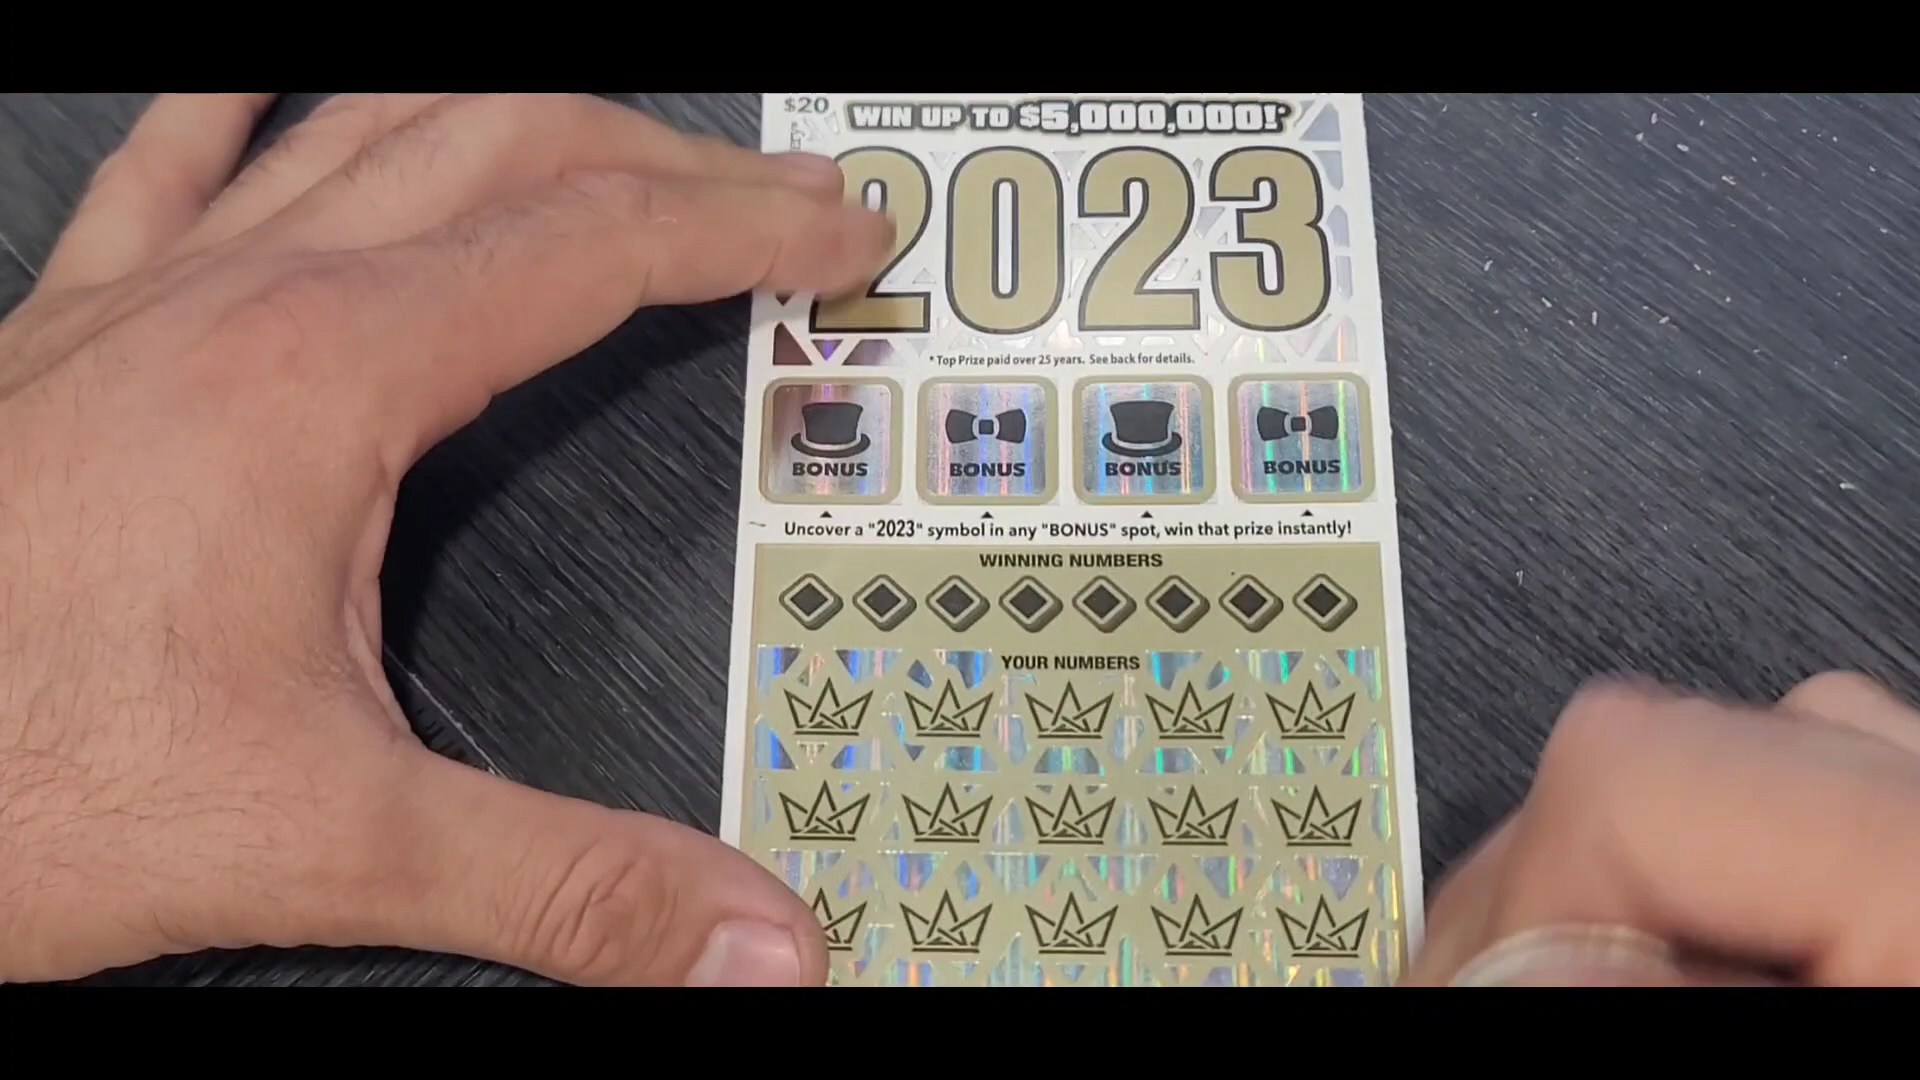 $20
WIN UP TO $5,000,000!*
2023
* Top Prize paid over 25 years. See back for details.
BONUS BONUS BONUS BONUS
Uncover a "2023" symbol in any "BONUS" spot, win that prize instantly!
WINNING NUMBERS
YOUR NUMBERS